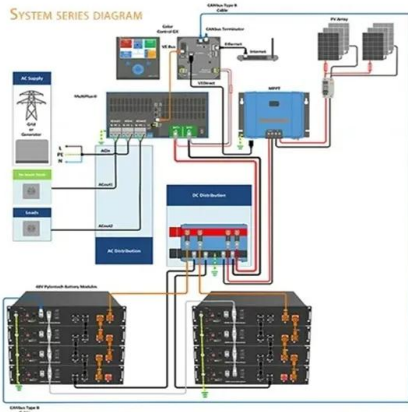 SYSTEM SERIES DIAGRAM
CANbus Type B
Cable
Color
Control GX
CANbus Terminator
PV Array
VE.Bus
Ethernet
Internet
AC Supply
VE.Direct
MultiPlus-II
MPPT
Grid
or
Generator
L
PE
N
ACin
ACout1
Loads
ACout2
DC Distribution
AC Distribution
48V Pylontech Battery Modules
CANbus Type B